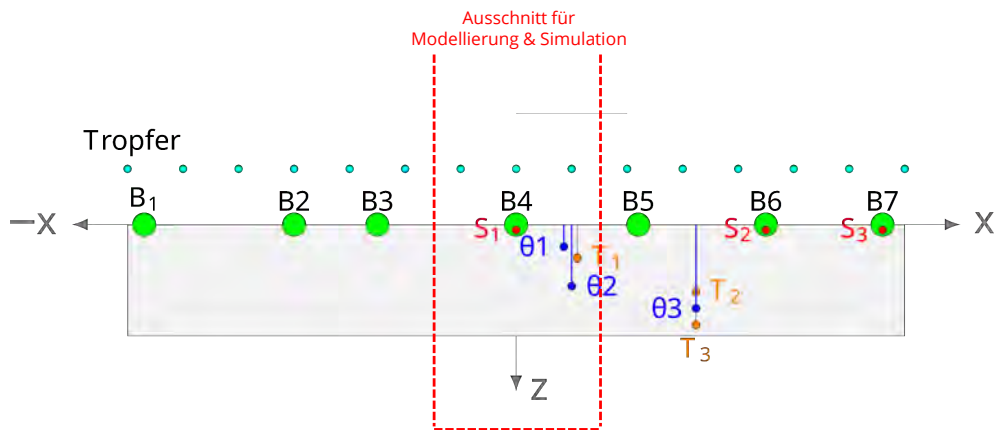 Ausschnitt für
Modellierung & Simulation
Tropfer
B1 B2 B3 B4 B5 B6 B7
−X X
S1 S2 S3
θ1 T1
θ2 T2
θ3
T3
Z